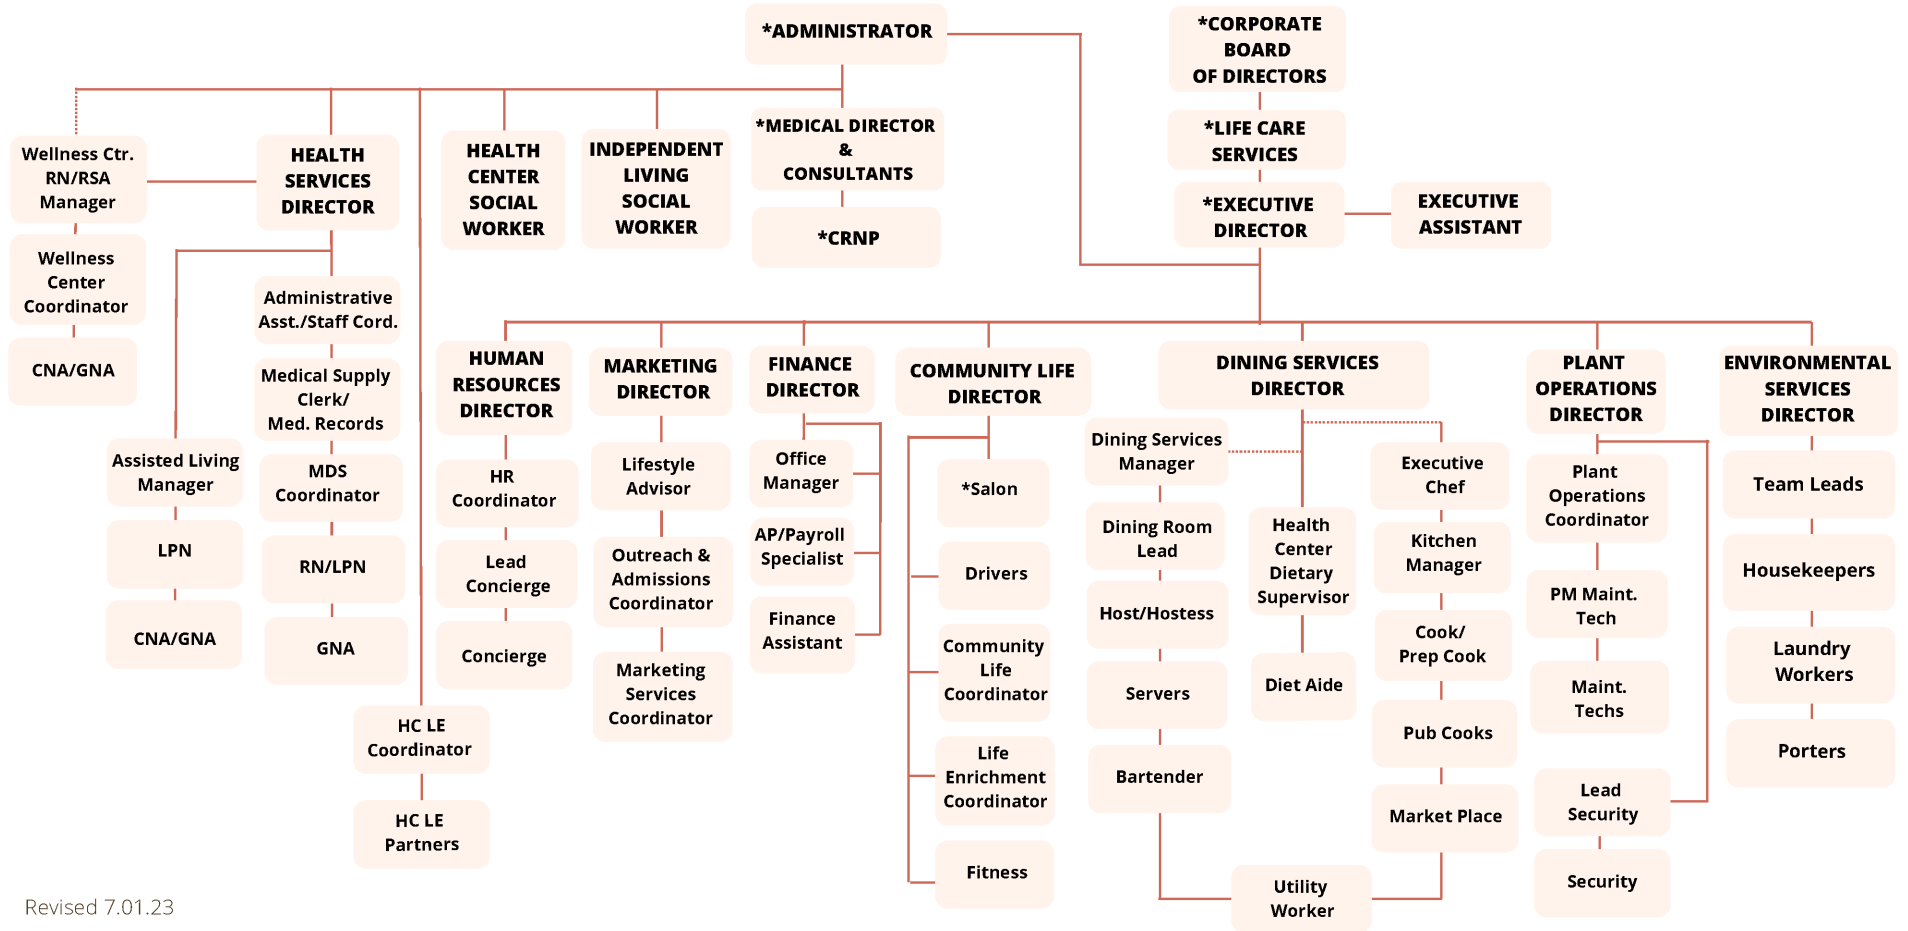 *ADMINISTRATOR
*CORPORATE
BOARD
OF DIRECTORS
*MEDICAL DIRECTOR
&
CONSULTANTS
*LIFE CARE
SERVICES
Wellness Ctr.
RN/RSA
Manager
HEALTH
SERVICES
DIRECTOR
HEALTH
CENTER
SOCIAL
WORKER
INDEPENDENT
LIVING
SOCIAL
WORKER
*CRNP
*EXECUTIVE
DIRECTOR
EXECUTIVE
ASSISTANT
Wellness
Center
Coordinator
CNA/GNA
Administrative
Asst./Staff Cord.
Medical Supply
Clerk/
Med. Records
Assisted Living
Manager
MDS
Coordinator
LPN
RN/LPN
CNA/GNA
GNA
HC LE
Coordinator
HC LE
Partners
HUMAN
RESOURCES
DIRECTOR
HR
Coordinator
Lead
Concierge
Concierge
MARKETING
DIRECTOR
Lifestyle
Advisor
Outreach &
Admissions
Coordinator
Marketing
Services
Coordinator
FINANCE
DIRECTOR
Office
Manager
AP/Payroll
Specialist
Finance
Assistant
COMMUNITY LIFE
DIRECTOR
*Salon
Drivers
Community
Life
Coordinator
Life
Enrichment
Coordinator
Fitness
DINING SERVICES
DIRECTOR
Dining Services
Manager
Dining Room
Lead
Host/Hostess
Servers
Bartender
Health
Center
Dietary
Supervisor
Diet Aide
Executive
Chef
Kitchen
Manager
Cook/
Prep Cook
Pub Cooks
Market Place
Utility
Worker
PLANT
OPERATIONS
DIRECTOR
Plant
Operations
Coordinator
PM Maint.
Tech
Maint.
Techs
Lead
Security
Security
ENVIRONMENTAL
SERVICES
DIRECTOR
Team Leads
Housekeepers
Laundry
Workers
Porters
Revised 7.01.23